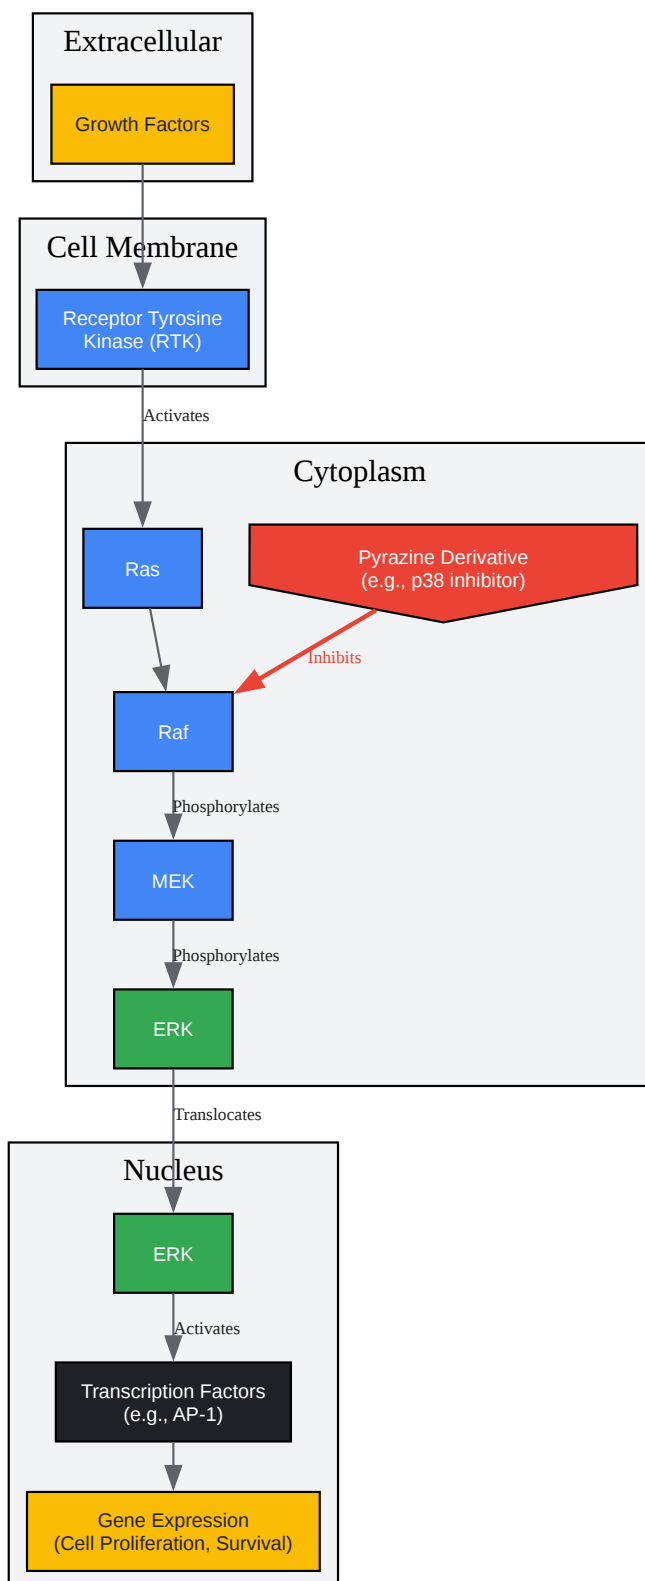 Extracellular
Growth Factors
Cell Membrane
Receptor Tyrosine
Kinase (RTK)
Activates
Cytoplasm
Ras
Pyrazine Derivative
(e.g., p38 inhibitor)
Inhibits
Raf
Phosphorylates
MEK
Phosphorylates
ERK
Translocates
Nucleus
ERK
Activates
Transcription Factors
(e.g., AP-1)
Gene Expression
(Cell Proliferation, Survival)